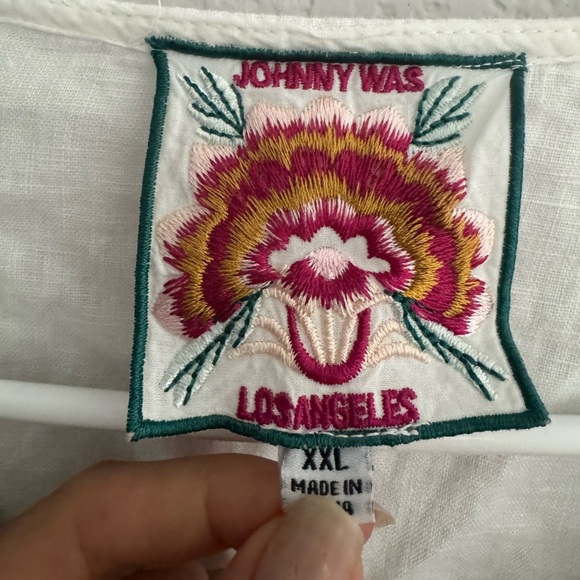 JOHNNY WAS
LOS ANGELES
XXL
MADE IN